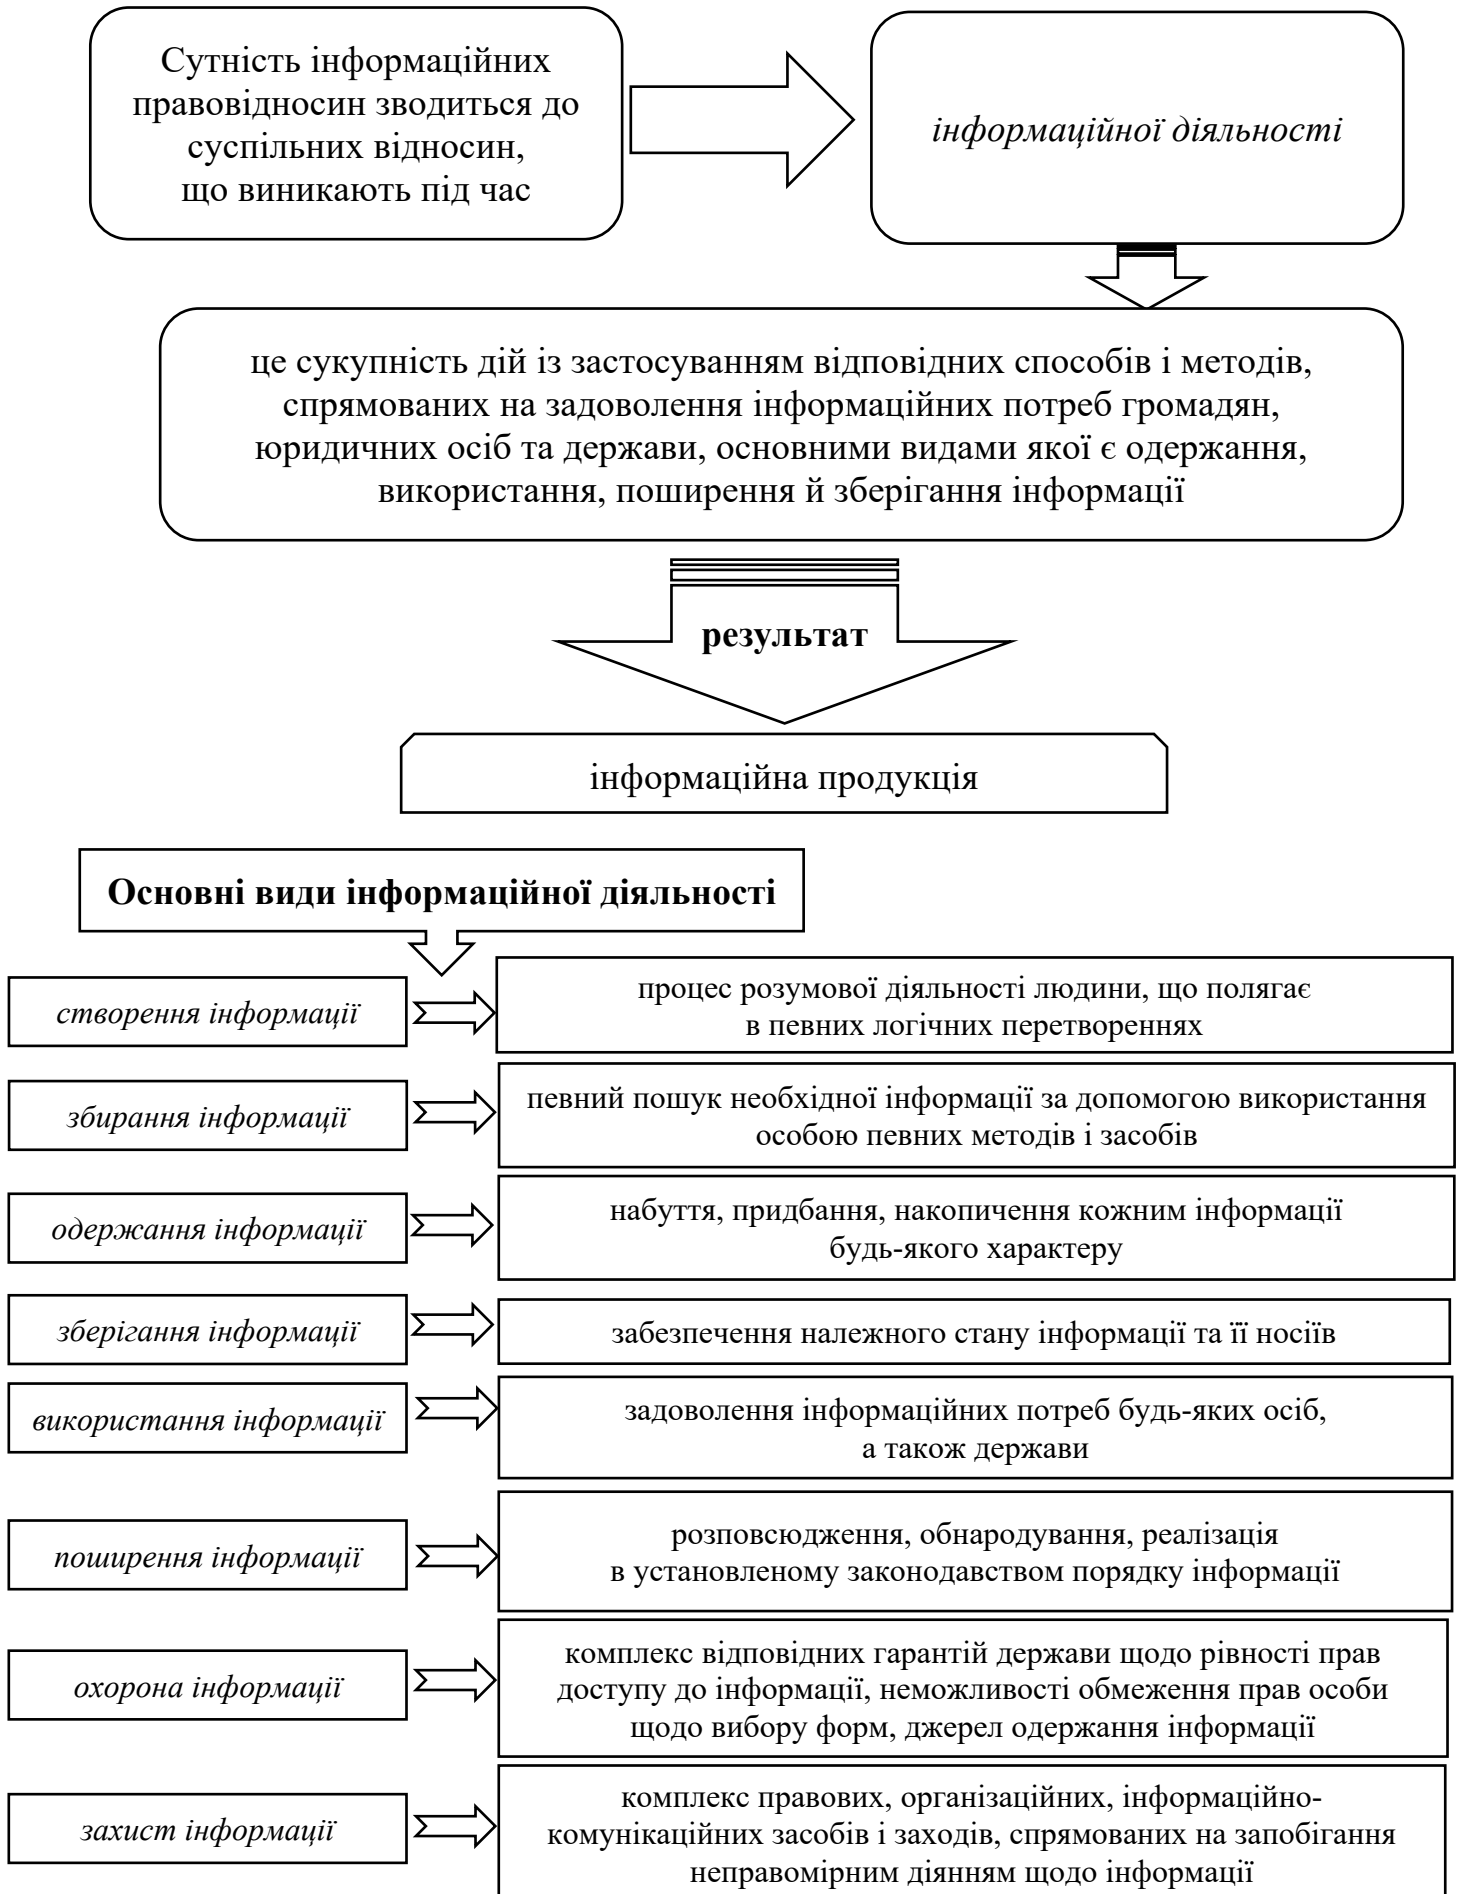 Сутність інформаційних
правовідносин зводиться до
суспільних відносин,
що виникають під час
інформаційної діяльності
це сукупність дій із застосуванням відповідних способів і методів,
спрямованих на задоволення інформаційних потреб громадян,
юридичних осіб та держави, основними видами якої є одержання,
використання, поширення й зберігання інформації
результат
інформаційна продукція
Основні види інформаційної діяльності
створення інформації
процес розумової діяльності людини, що полягає
в певних логічних перетвореннях
збирання інформації
певний пошук необхідної інформації за допомогою використання
особою певних методів і засобів
одержання інформації
набуття, придбання, накопичення кожним інформації
будь-якого характеру
зберігання інформації
забезпечення належного стану інформації та її носіїв
використання інформації
задоволення інформаційних потреб будь-яких осіб,
а також держави
поширення інформації
розповсюдження, обнародування, реалізація
в установленому законодавством порядку інформації
охорона інформації
комплекс відповідних гарантій держави щодо рівності прав
доступу до інформації, неможливості обмеження прав особи
щодо вибору форм, джерел одержання інформації
захист інформації
комплекс правових, організаційних, інформаційно-
комунікаційних засобів і заходів, спрямованих на запобігання
неправомірним діянням щодо інформації